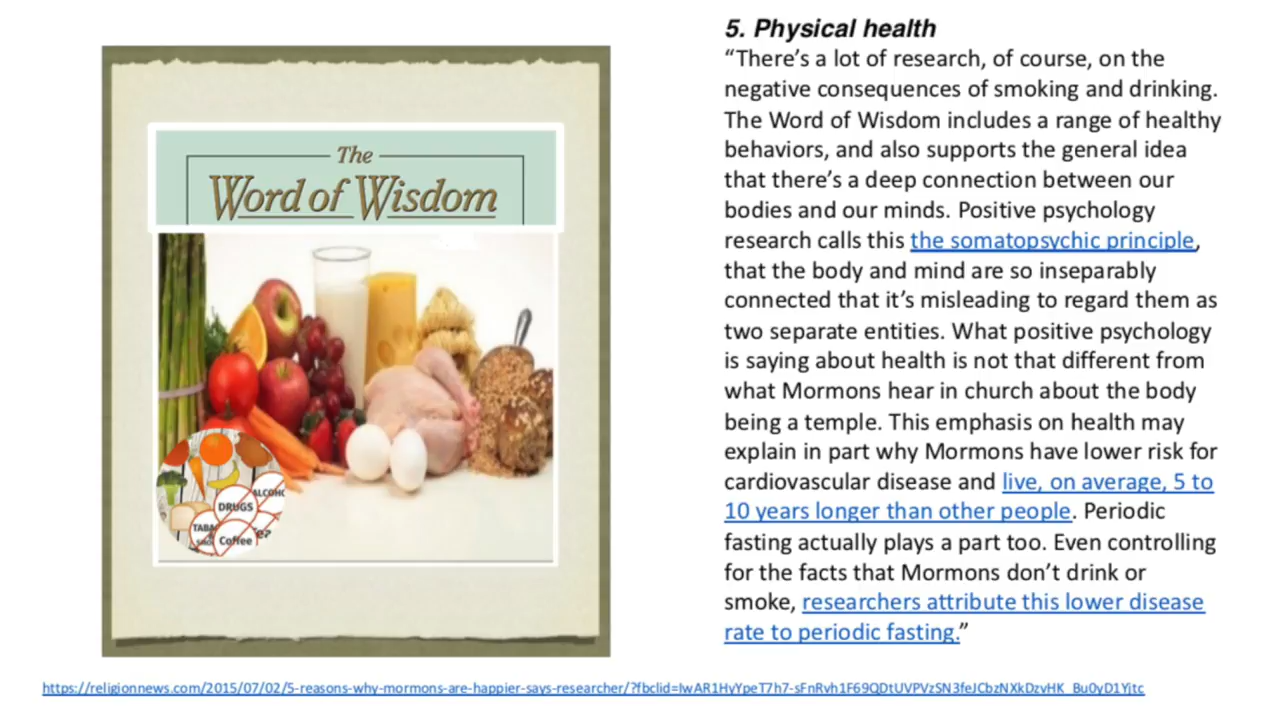 The
Word of Wisdom
ALCOHO
DRUGS
TABA
Coffee
5. Physical health
“There’s a lot of research, of course, on the
negative consequences of smoking and drinking.
The Word of Wisdom includes a range of healthy
behaviors, and also supports the general idea
that there’s a deep connection between our
bodies and our minds. Positive psychology
research calls this the somatopsychic principle,
that the body and mind are so inseparably
connected that it’s misleading to regard them as
two separate entities. What positive psychology
is saying about health is not that different from
what Mormons hear in church about the body
being a temple. This emphasis on health may
explain in part why Mormons have lower risk for
cardiovascular disease and live, on average, 5 to
10 years longer than other people. Periodic
fasting actually plays a part too. Even controlling
for the facts that Mormons don’t drink or
smoke, researchers attribute this lower disease
rate to periodic fasting.”
https://religionnews.com/2015/07/02/5-reasons-why-mormons-are-happier-says-researcher/?fbclid=IwAR1HyYpeT7h7-sFnRvh1F69QDtUVPVzSN3feJCbzNXkDzvHK_Bu0yD1Yjtc